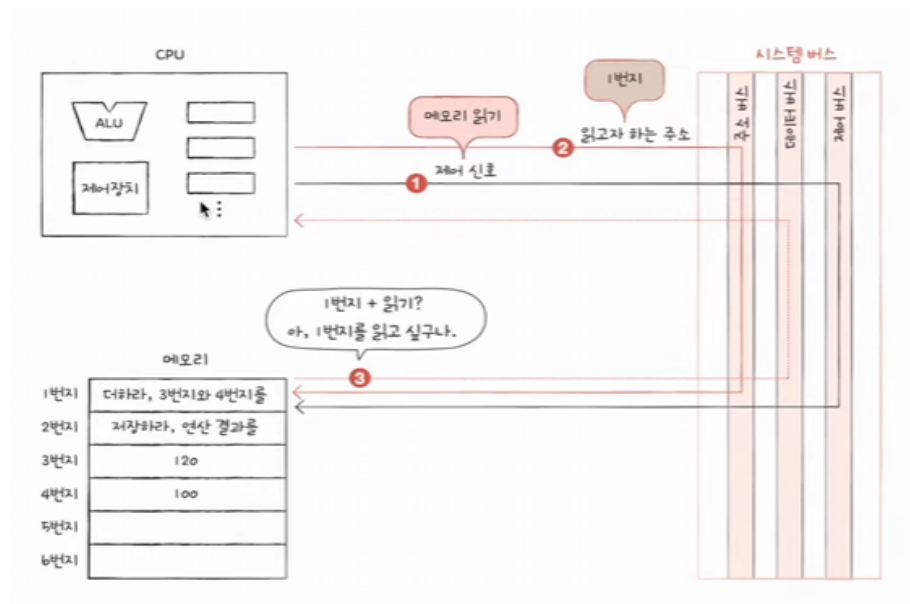 CPU
시스템 버스
ALU
제어장치
메모리 읽기
1번지
2
읽고자 하는 주소
1
제어 신호
주소 버스
데이터 버스
제어 버스
1번지 + 읽기?
아, 1번지를 읽고 싶구나.
3
메모리
1번지 더하라, 3번지와 4번지를
2번지 저장하라, 연산 결과를
3번지 120
4번지 100
5번지
6번지